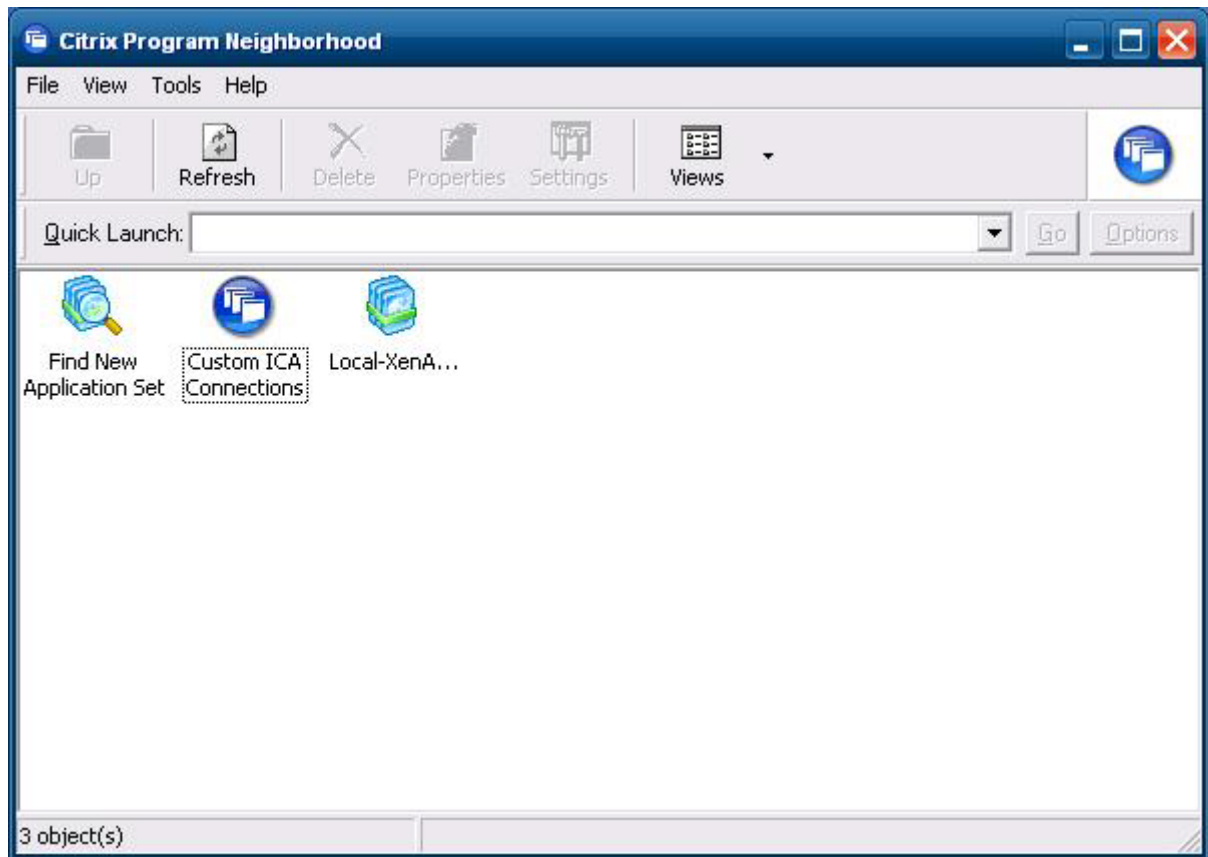 Citrix Program Neighborhood
File View Tools Help
Up Refresh Delete Properties Settings Views
Quick Launch: Go Options
Find New Custom ICA Local-XenA...
Application Set Connections
3 object(s)